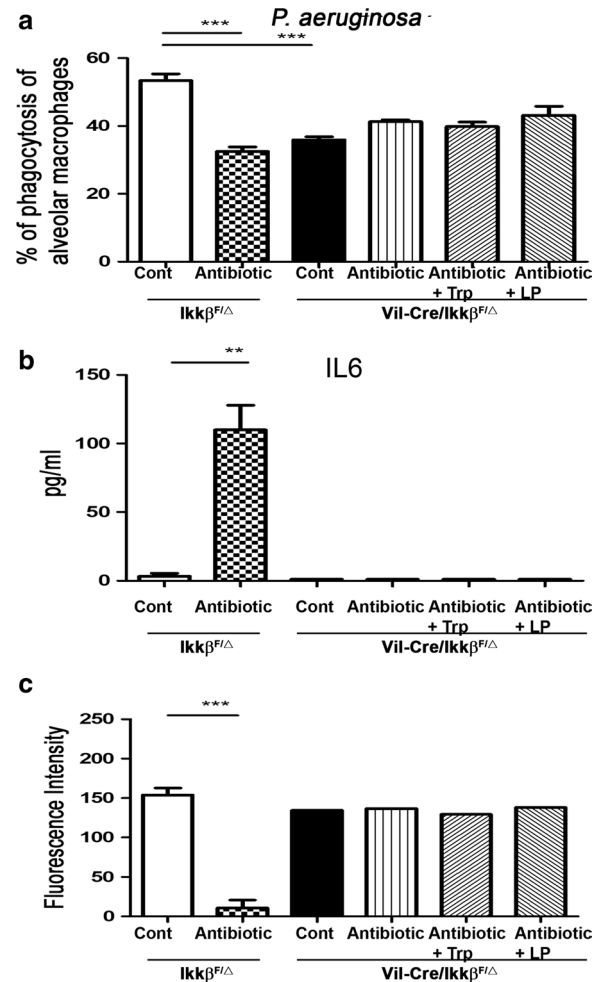 a
P. aeruginosa -
*** ***
% of phagocytosis of
alveolar macrophages
60
40
20
0
Cont Antibiotic Cont Antibiotic Antibiotic Antibiotic
+ Trp + LP
IkkβF/△ Vil-Cre/IkkβF/△
b
IL6
**
pg/ml
150
100
50
0
Cont Antibiotic Cont Antibiotic Antibiotic Antibiotic
+ Trp + LP
IkkβF/△ Vil-Cre/IkkβF/△
c
***
Fluorescence Intensity
250
200
150
100
50
0
Cont Antibiotic Cont Antibiotic Antibiotic Antibiotic
+ Trp + LP
IkkβF/△ Vil-Cre/IkkβF/△